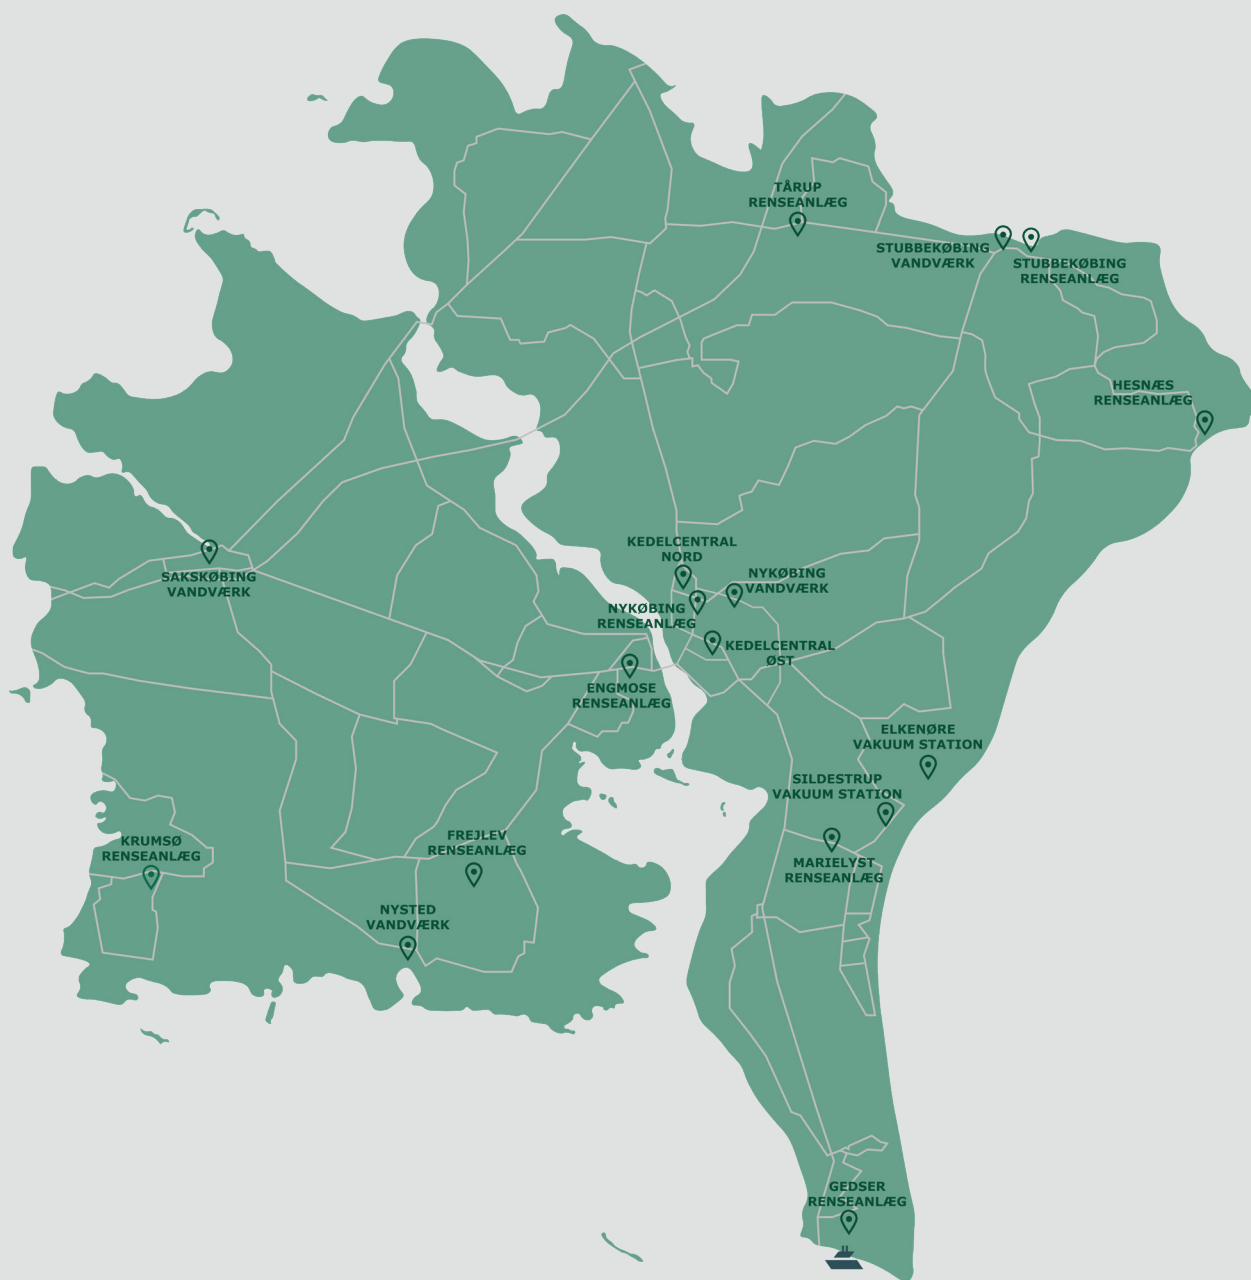 TÅRUP
RENSEANLÆG
STUBBEKØBING
VANDVÆRK
STUBBEKØBING
RENSEANLÆG
HESNÆS
RENSEANLÆG
KEDELCENTRAL
NORD
SAKSKØBING
VANDVÆRK
NYKØBING
VANDVÆRK
NYKØBING
RENSEANLÆG
KEDELCENTRAL
ØST
ENGMOSE
RENSEANLÆG
ELKENØRE
VAKUUM STATION
SILDESTRUP
VAKUUM STATION
KRUMSØ
RENSEANLÆG
FREJLEV
RENSEANLÆG
MARIELYST
RENSEANLÆG
NYSTED
VANDVÆRK
GEDSER
RENSEANLÆG